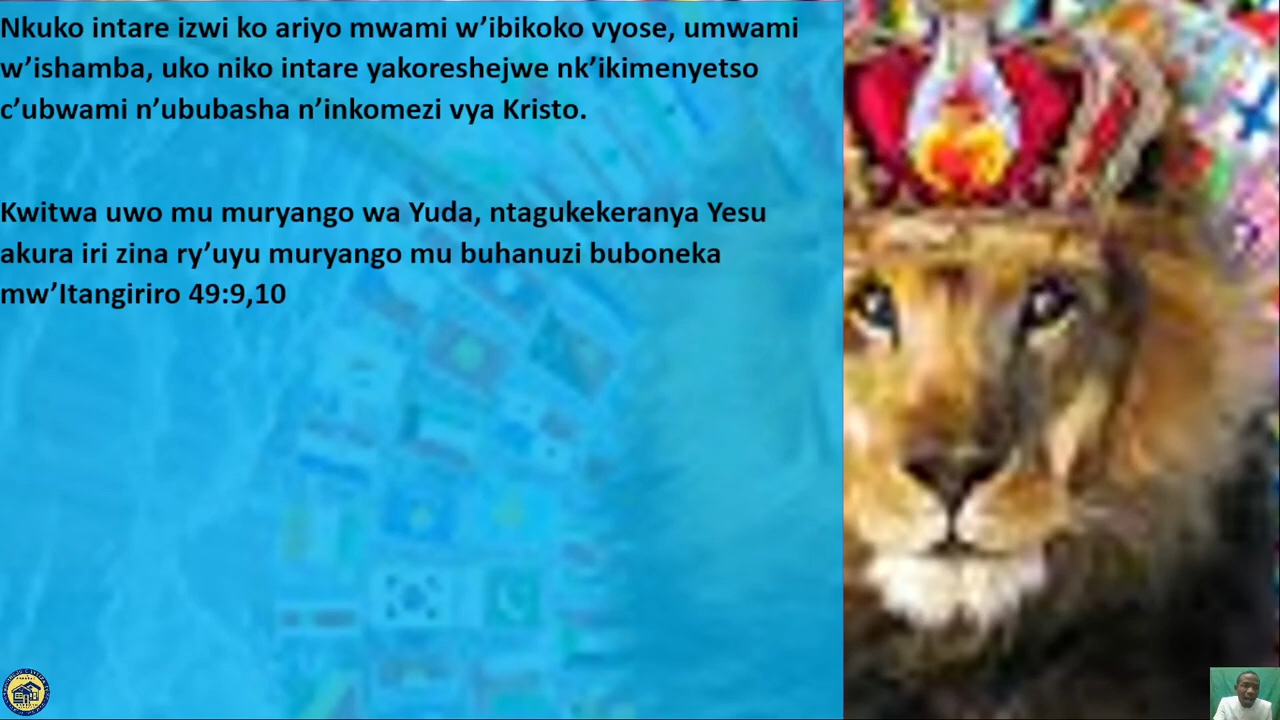 Nkuko intare izwi ko ariyo mwami w’ibikoko vyose, umwami
w’ishamba, uko niko intare yakoreshejwe nk’ikimenyetso
c’ubwami n’ububasha n’inkomezi vya Kristo.
Kwitwa uwo mu muryango wa Yuda, ntagukekeranya Yesu
akura iri zina ry’uyu muryango mu buhanuzi buboneka
mw’Itangiriro 49:9,10